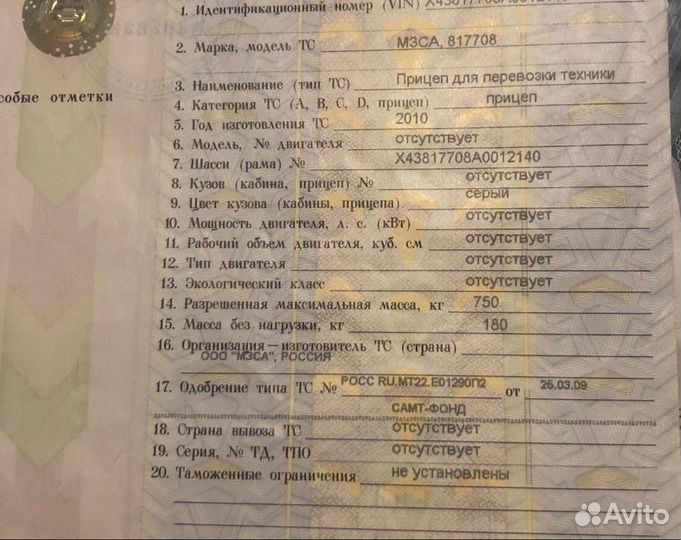 1. Идентификационный номер (VIN) X43817708A0012140
2. Марка, модель ТС МЗСА, 817708
3. Наименование (тип ТС) Прицеп для перевозки техники
особые отметки
4. Категория ТС (A, B, C, D, прицеп) прицеп
5. Год изготовления ТС 2010
6. Модель, № двигателя отсутствует
7. Шасси (рама) № X43817708A0012140
8. Кузов (кабина, прицеп) № отсутствует
9. Цвет кузова (кабины, прицепа) серый
10. Мощность двигателя, л. с. (кВт) отсутствует
11. Рабочий объем двигателя, куб. см отсутствует
12. Тип двигателя отсутствует
13. Экологический класс отсутствует
14. Разрешенная максимальная масса, кг 750
15. Масса без нагрузки, кг 180
16. Организация—изготовитель ТС (страна)
ООО "МЗСА", РОССИЯ
17. Одобрение типа ТС № РОСС RU.MT22.E01290П2 от 26.03.09
САМТ-ФОНД
18. Страна вывоза ТС отсутствует
19. Серия, № ТД, ТПО отсутствует
20. Таможенные ограничения не установлены
Avito